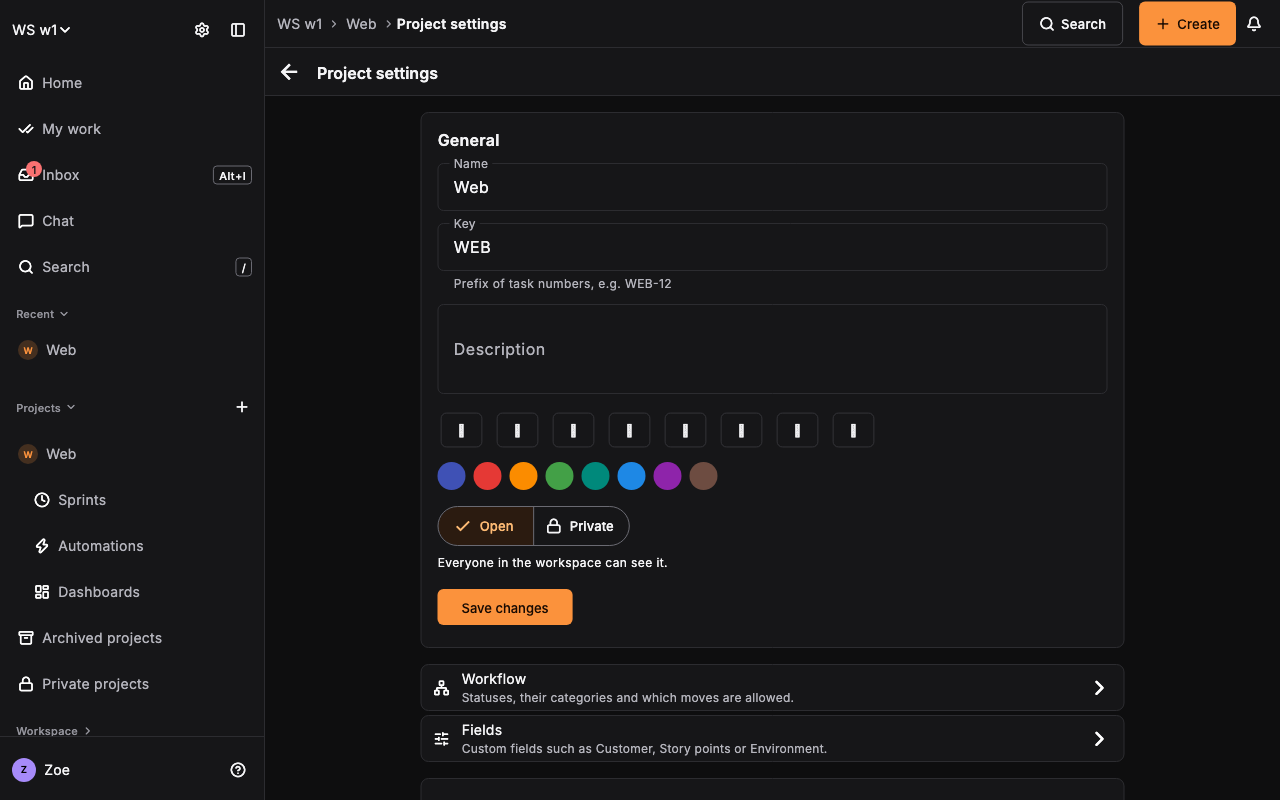 WS w1
Home
My work
1
Inbox
Alt+I
Chat
Search
/
Recent
W
Web
Projects
W
Web
Sprints
Automations
Dashboards
Archived projects
Private projects
Workspace
Z
Zoe
WS w1
Web
Project settings
Search
Create
Project settings
General
Name
Web
Key
WEB
Prefix of task numbers, e.g. WEB-12
Description
Open
Private
Everyone in the workspace can see it.
Save changes
Workflow
Statuses, their categories and which moves are allowed.
Fields
Custom fields such as Customer, Story points or Environment.